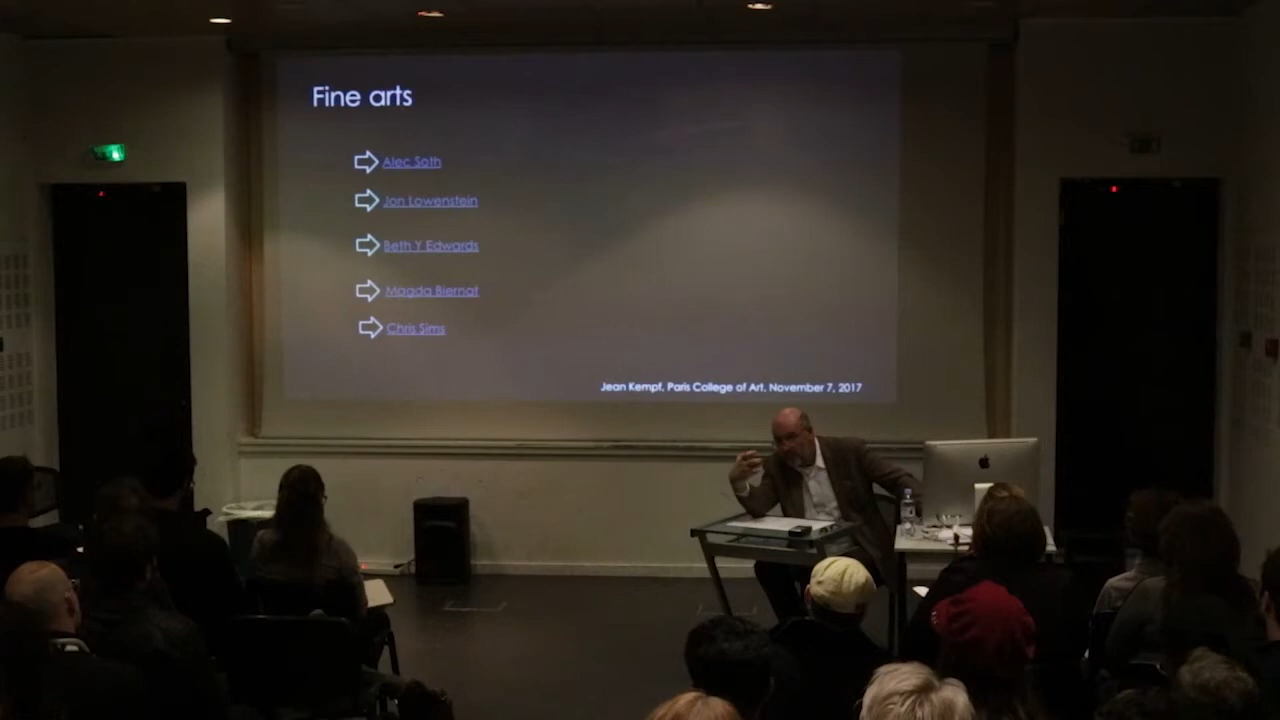 Fine arts
Alec Soth
Jon Lowenstein
Beth Y Edwards
Magda Biernat
Chris Sims
Jean Kempf, Paris College of Art, November 7, 2017